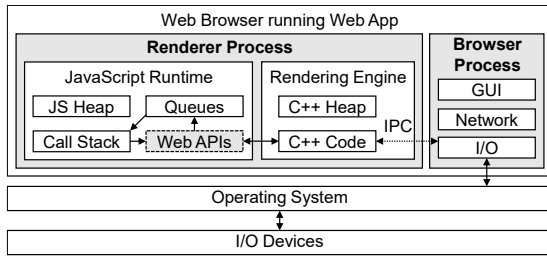 Web Browser running Web App
Renderer Process
JavaScript Runtime
JS Heap
Queues
Call Stack
Web APIs
Rendering Engine
C++ Heap
C++ Code
IPC
Browser
Process
GUI
Network
I/O
Operating System
I/O Devices